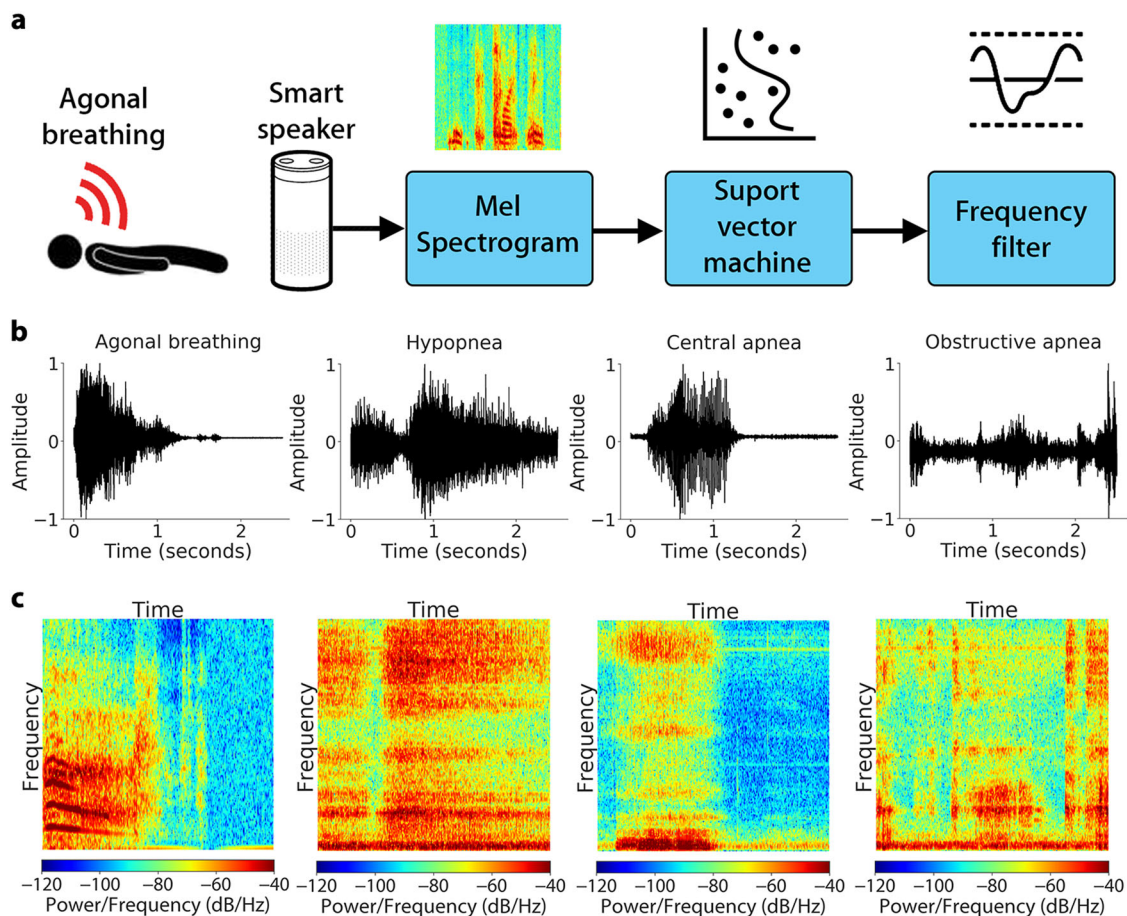 a
Agonal
breathing
Smart
speaker
Mel
Spectrogram
Suport
vector
machine
Frequency
filter
b
Agonal breathing
Amplitude
1
0
−1
0
1
2
Time (seconds)
Hypopnea
Amplitude
1
0
−1
0
1
2
Time (seconds)
Central apnea
Amplitude
1
0
−1
0
1
2
Time (seconds)
Obstructive apnea
Amplitude
1
0
−1
0
1
2
Time (seconds)
c
Time
Frequency
−120 −100 −80 −60 −40
Power/Frequency (dB/Hz)
Time
Frequency
−120 −100 −80 −60 −40
Power/Frequency (dB/Hz)
Time
Frequency
−120 −100 −80 −60 −40
Power/Frequency (dB/Hz)
Time
Frequency
−120 −100 −80 −60 −40
Power/Frequency (dB/Hz)